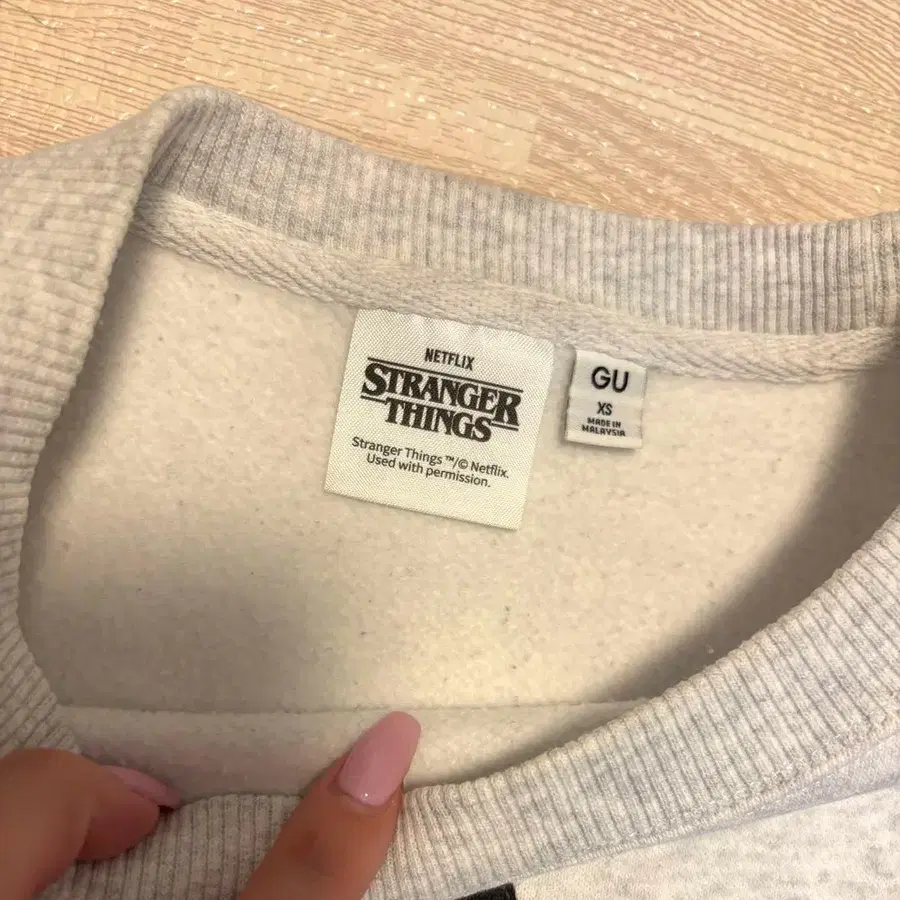 NETFLIX
STRANGER
THINGS
Stranger Things ™/© Netflix.
Used with permission.
GU
XS
MADE IN
MALAYSIA